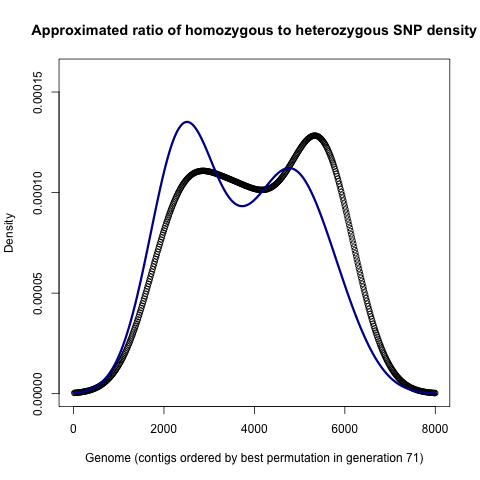 Approximated ratio of homozygous to heterozygous SNP density
0.00015
0.00010
0.00005
0.00000
Density
0 2000 4000 6000 8000
Genome (contigs ordered by best permutation in generation 71)